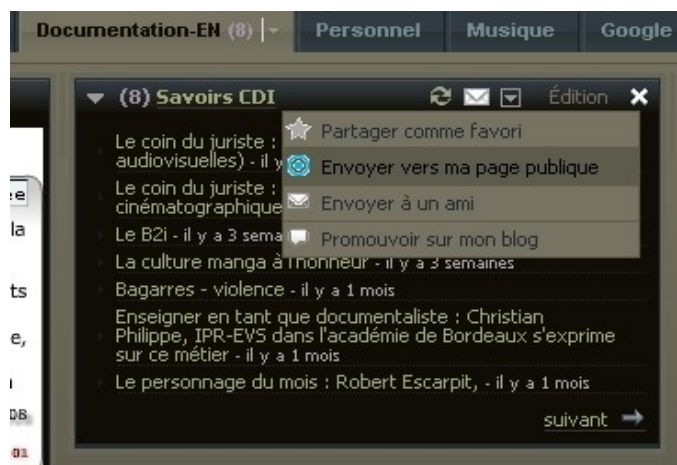 Documentation-EN (8) Personnel Musique Google
(8) Savoirs CDI Édition
Partager comme favori
Envoyer vers ma page publique
Envoyer à un ami
Promouvoir sur mon blog
Le coin du juriste :
audiovisuelles) - il y
Le coin du juriste :
cinématographique
Le B2i - il y a 3 sema
La culture manga à l'honneur - il y a 3 semaines
Bagarres - violence - il y a 1 mois
Enseigner en tant que documentaliste : Christian
Philippe, IPR-EVS dans l'académie de Bordeaux s'exprime
sur ce métier - il y a 1 mois
Le personnage du mois : Robert Escarpit, - il y a 1 mois
suivant
la
ts
e,
08
01